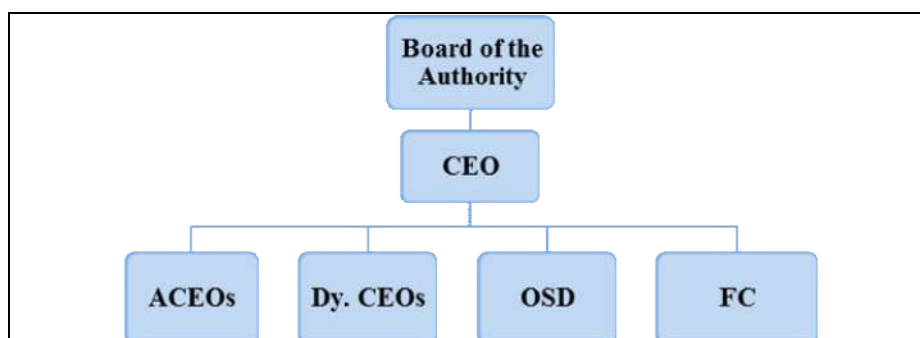 Board of the
Authority
CEO
ACEOs
Dy. CEOs
OSD
FC